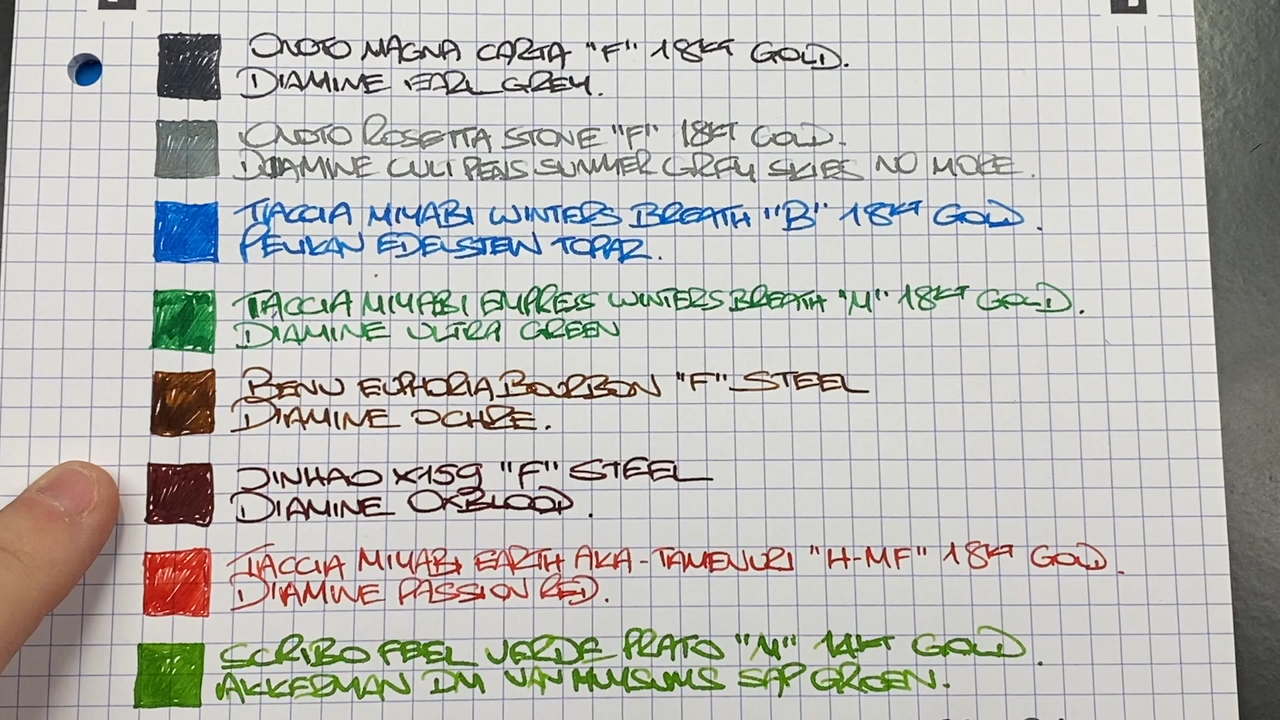 ONOTO MAGNA CARTA "F" 18KT GOLD.
DIAMINE EARL GREY.
ONOTO ROSETTA STONE "F" 18KT GOLD.
DIAMINE CULT PENS SUMMER GREY SKIES NO MORE.
TACCIA MIYABI WINTERS BREATH "B" 18KT GOLD.
PELIKAN EDELSTEIN TOPAZ.
TACCIA MIYABI EMPRESS WINTERS BREATH "M" 18KT GOLD.
DIAMINE ULTRA GREEN
BENU EUPHORIA BOURBON "F" STEEL
DIAMINE OCHRE.
JINHAO X159 "F" STEEL
DIAMINE OXBLOOD.
TACCIA MIYABI EARTH AKA-TAMENURI "H-MF" 18KT GOLD.
DIAMINE PASSION RED.
SCRIBO FEEL VERDE PRATO "M" 14KT GOLD.
AKKERMAN DM VAN HUYSUMS SAP GROEN.